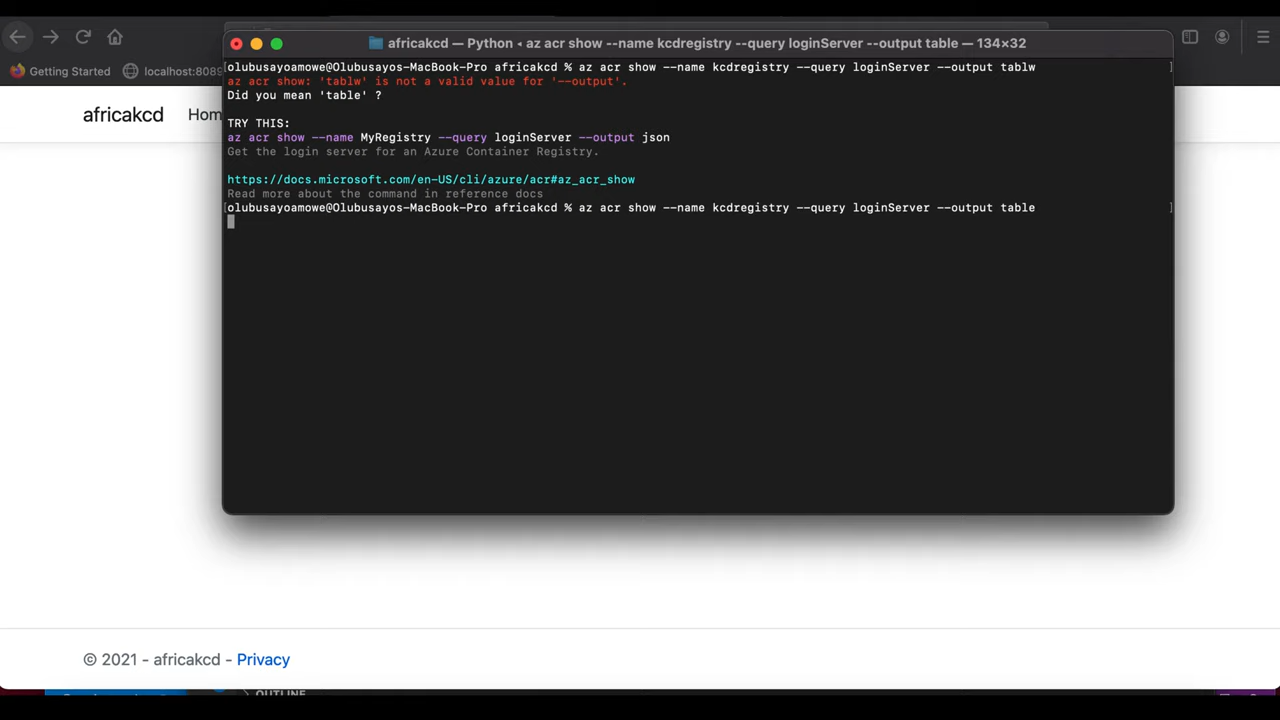 africakcd — Python ◂ az acr show --name kcdregistry --query loginServer --output table — 134×32
Getting Started
localhost:8089
africakcd
Hom
[olubusayoamowe@Olubusayos-MacBook-Pro africakcd % az acr show --name kcdregistry --query loginServer --output tablw ]
az acr show: 'tablw' is not a valid value for '--output'.
Did you mean 'table' ?
TRY THIS:
az acr show --name MyRegistry --query loginServer --output json
Get the login server for an Azure Container Registry.
https://docs.microsoft.com/en-US/cli/azure/acr#az_acr_show
Read more about the command in reference docs
[olubusayoamowe@Olubusayos-MacBook-Pro africakcd % az acr show --name kcdregistry --query loginServer --output table ]
© 2021 - africakcd - Privacy
OUTLINE